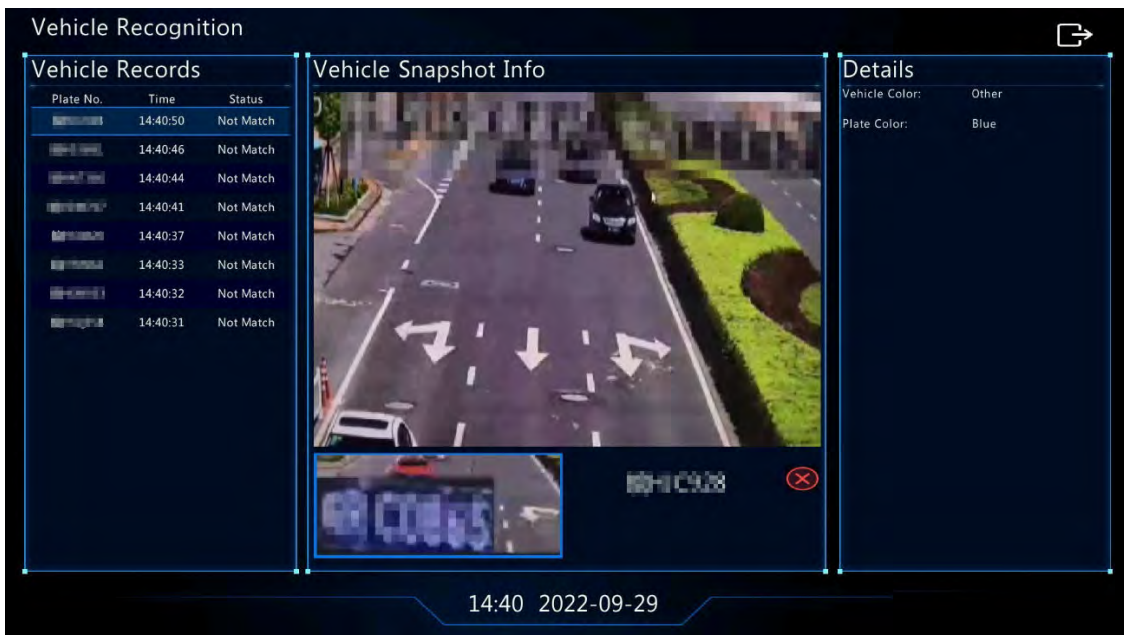 Vehicle Recognition
Vehicle Records
Plate No. Time Status
14:40:50 Not Match
14:40:46 Not Match
14:40:44 Not Match
14:40:41 Not Match
14:40:37 Not Match
14:40:33 Not Match
14:40:32 Not Match
14:40:31 Not Match
Vehicle Snapshot Info
Details
Vehicle Color: Other
Plate Color: Blue
14:40 2022-09-29